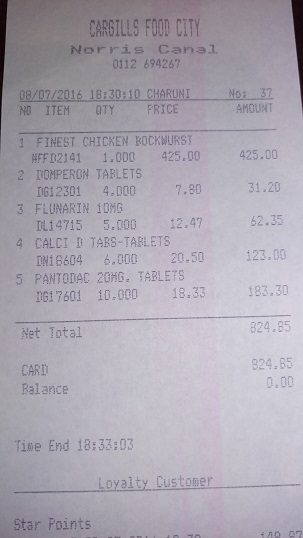 CARGILLS FOOD CITY
Norris Canal
0112 694267
08/07/2016 18:30:10 CHARUNI No: 37
NO ITEM QTY PRICE AMOUNT
1 FINEST CHICKEN BOCKWURST
#FFD2141 1.000 425.00 425.00
2 DOMPERON TABLETS
DG12301 4.000 7.80 31.20
3 FLUNARIN 10MG
DL14715 5.000 12.47 62.35
4 CALCI D TABS-TABLETS
DN18604 6.000 20.50 123.00
5 PANTODAC 20MG. TABLETS
DG17601 10.000 18.33 183.30
Net Total 824.85
CARD 824.85
Balance 0.00
Time End 18:33:03
Loyalty Customer
Star Points